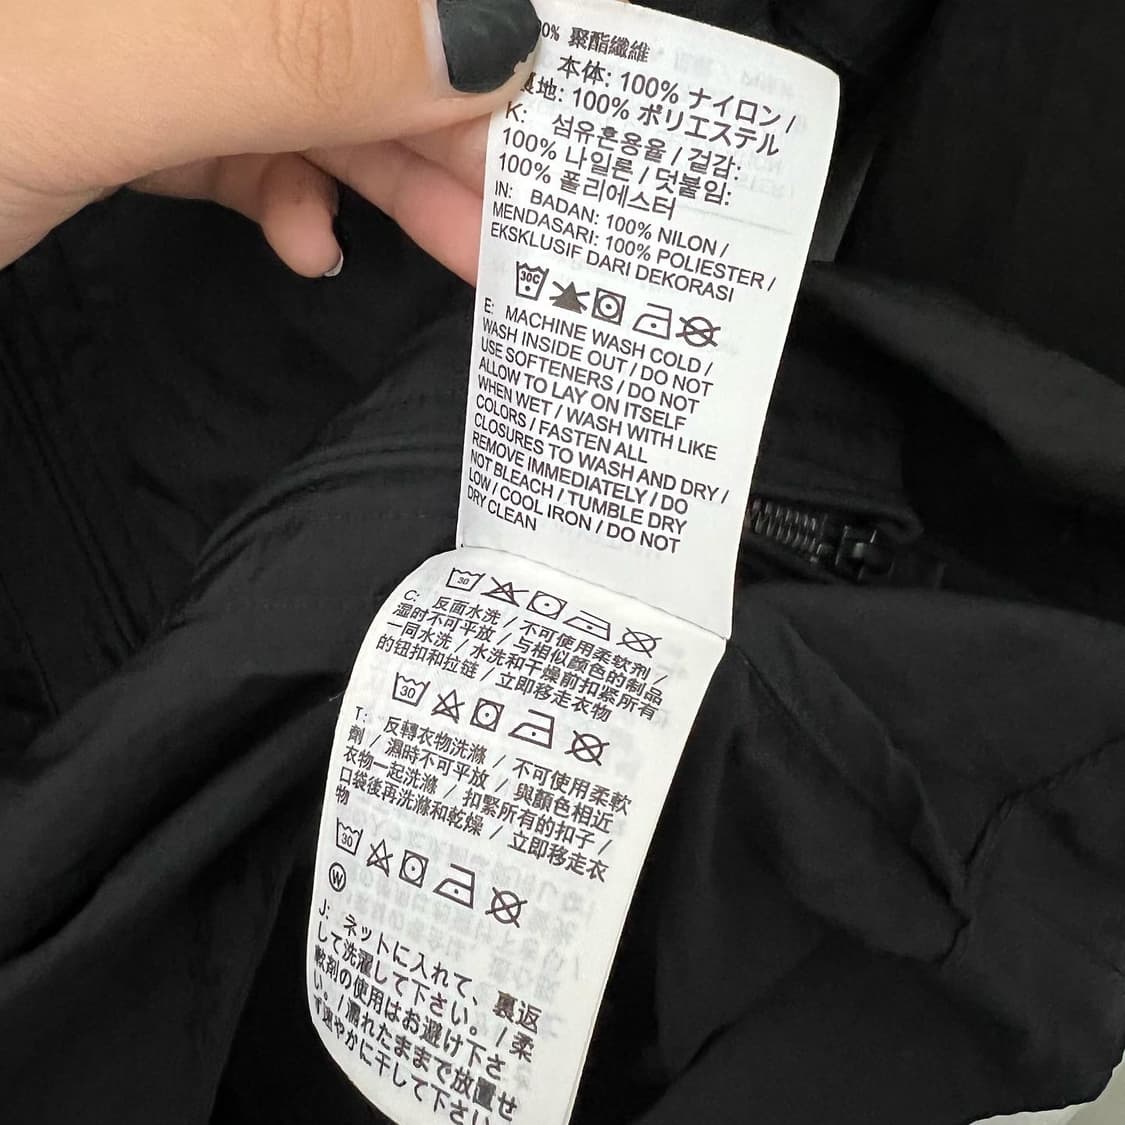 0% 聚酯纖維
本体: 100% ナイロン /
裏地: 100% ポリエステル
K: 섬유혼용율 / 겉감:
100% 나일론 / 덧붙임:
100% 폴리에스터
IN: BADAN: 100% NILON /
MENDASARI: 100% POLIESTER /
EKSKLUSIF DARI DEKORASI
30C
E: MACHINE WASH COLD /
WASH INSIDE OUT / DO NOT
USE SOFTENERS / DO NOT
ALLOW TO LAY ON ITSELF
WHEN WET / WASH WITH LIKE
COLORS / FASTEN ALL
CLOSURES TO WASH AND DRY /
REMOVE IMMEDIATELY / DO
NOT BLEACH / TUMBLE DRY
LOW / COOL IRON / DO NOT
DRY CLEAN
30
C: 反面水洗 / 不可使用柔软剂 /
湿时不可平放 / 与相似颜色的制品
一同水洗 / 水洗和干燥前扣紧所有
的钮扣和拉链 / 立即移走衣物
30
T: 反轉衣物洗滌 / 不可使用柔軟
劑 / 濕時不可平放 / 與顏色相近
衣物一起洗滌 / 扣緊所有的扣子 /
口袋後再洗滌和乾燥 / 立即移走衣
物
30
W
J: ネットに入れて、裏返
して洗濯して下さい。 / 柔
軟剤の使用はお避け下さ
い。 / 濡れたままで放置せ
ず速やかに干して下さい